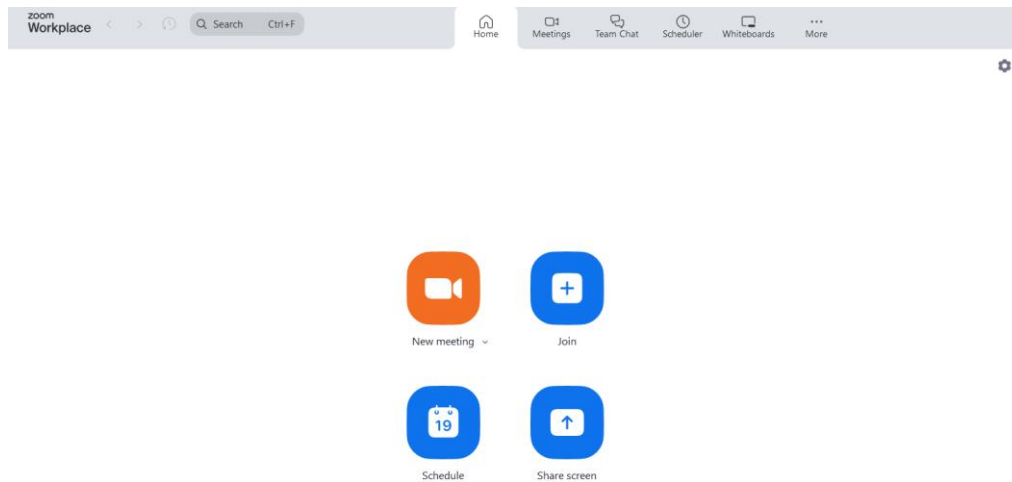 zoom
Workplace
Search Ctrl+F
Home
Meetings
Team Chat
Scheduler
Whiteboards
More
New meeting
Join
19
Schedule
Share screen